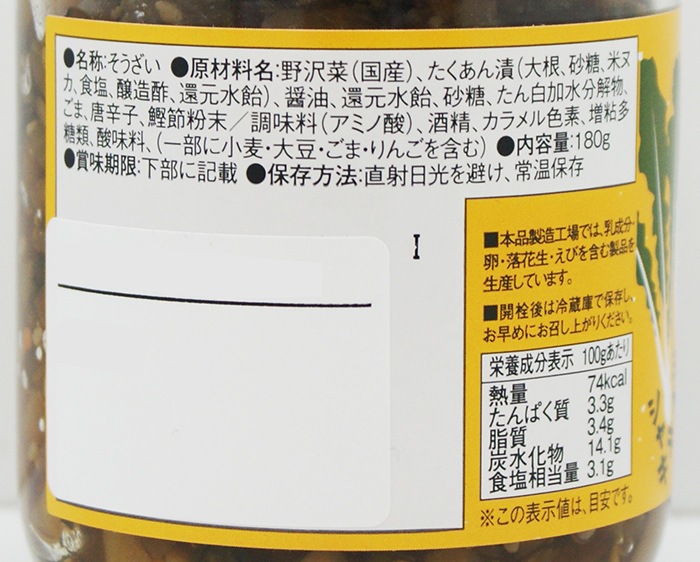 ●名称:そうざい ●原材料名:野沢菜(国産)、たくあん漬(大根、砂糖、米ヌ
カ、食塩、醸造酢、還元水飴)、醤油、還元水飴、砂糖、たん白加水分解物、
ごま、唐辛子、鰹節粉末／調味料(アミノ酸)、酒精、カラメル色素、増粘多
糖類、酸味料、(一部に小麦・大豆・ごま・りんごを含む) ●内容量:180g
●賞味期限:下部に記載 ●保存方法:直射日光を避け、常温保存
■本品製造工場では、乳成分・
卵・落花生・えびを含む製品を
生産しています。
■開栓後は冷蔵庫で保存し、
お早めにお召し上がりください。
栄養成分表示 100gあたり
熱量 74kcal
たんぱく質 3.3g
脂質 3.4g
炭水化物 14.1g
食塩相当量 3.1g
※この表示値は、目安です。